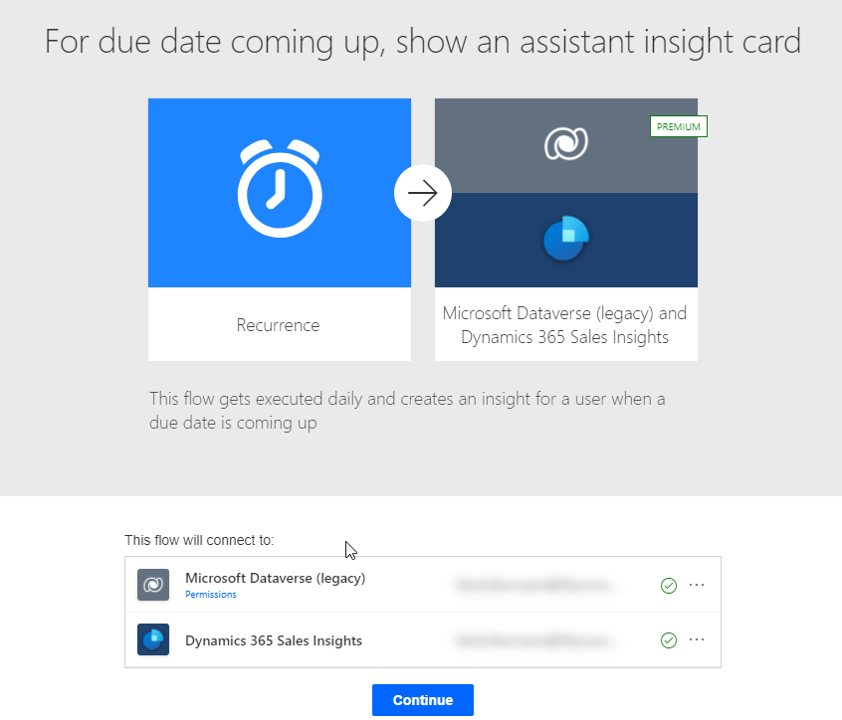 For due date coming up, show an assistant insight card
PREMIUM
Recurrence
Microsoft Dataverse (legacy) and
Dynamics 365 Sales Insights
This flow gets executed daily and creates an insight for a user when a
due date is coming up
This flow will connect to:
Microsoft Dataverse (legacy)
Permissions
Dynamics 365 Sales Insights
Continue